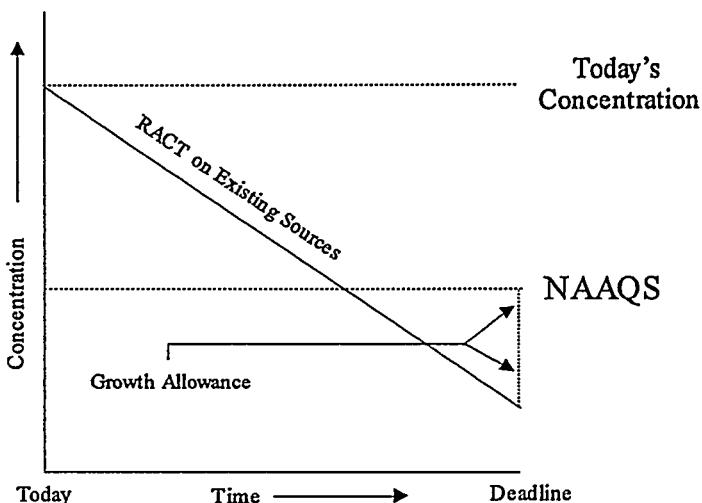 Today's
Concentration
RACT on Existing Sources
NAAQS
Concentration
Growth Allowance
Today
Time
Deadline